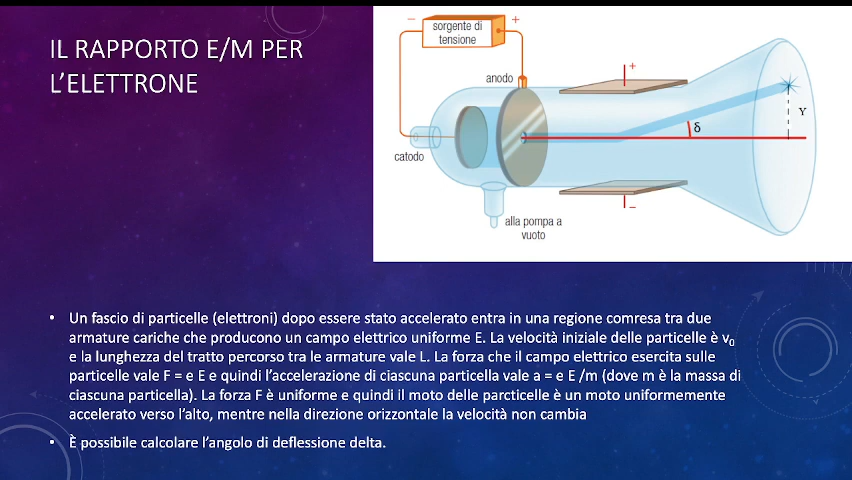 IL RAPPORTO E/M PER
L'ELETTRONE
− +
sorgente di
tensione
anodo
+
Y
δ
catodo
−
alla pompa a
vuoto
• Un fascio di particelle (elettroni) dopo essere stato accelerato entra in una regione comresa tra due
armature cariche che producono un campo elettrico uniforme E. La velocità iniziale delle particelle è v₀
e la lunghezza del tratto percorso tra le armature vale L. La forza che il campo elettrico esercita sulle
particelle vale F = e E e quindi l'accelerazione di ciascuna particella vale a = e E /m (dove m è la massa di
ciascuna particella). La forza F è uniforme e quindi il moto delle parcticelle è un moto uniformemente
accelerato verso l'alto, mentre nella direzione orizzontale la velocità non cambia
• È possibile calcolare l'angolo di deflessione delta.